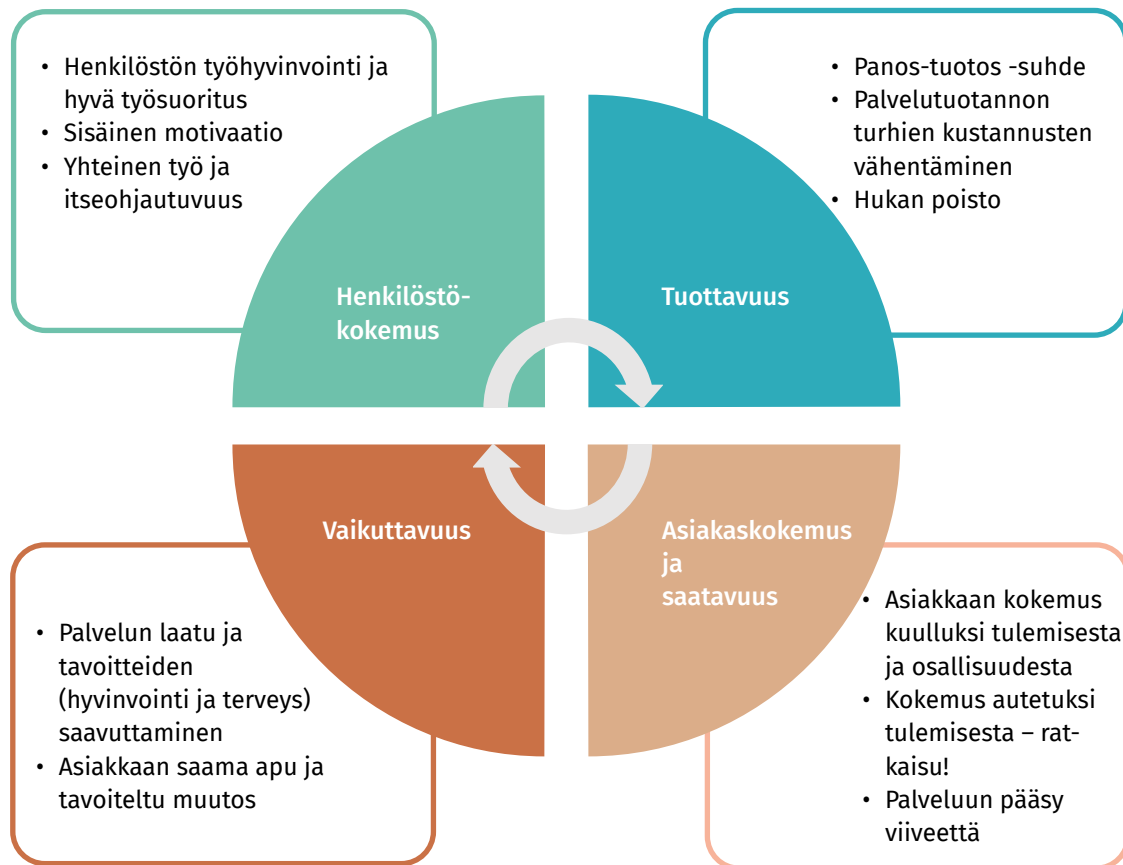 • Henkilöstön työhyvinvointi ja
hyvä työsuoritus
• Sisäinen motivaatio
• Yhteinen työ ja
itseohjautuvuus
• Panos-tuotos -suhde
• Palvelutuotannon
turhien kustannusten
vähentäminen
• Hukan poisto
Henkilöstö-
kokemus
Tuottavuus
Vaikuttavuus
Asiakaskokemus
ja
saatavuus
• Palvelun laatu ja
tavoitteiden
(hyvinvointi ja terveys)
saavuttaminen
• Asiakkaan saama apu ja
tavoiteltu muutos
• Asiakkaan kokemus
kuulluksi tulemisesta
ja osallisuudesta
• Kokemus autetuksi
tulemisesta – rat-
kaisu!
• Palveluun pääsy
viiveettä